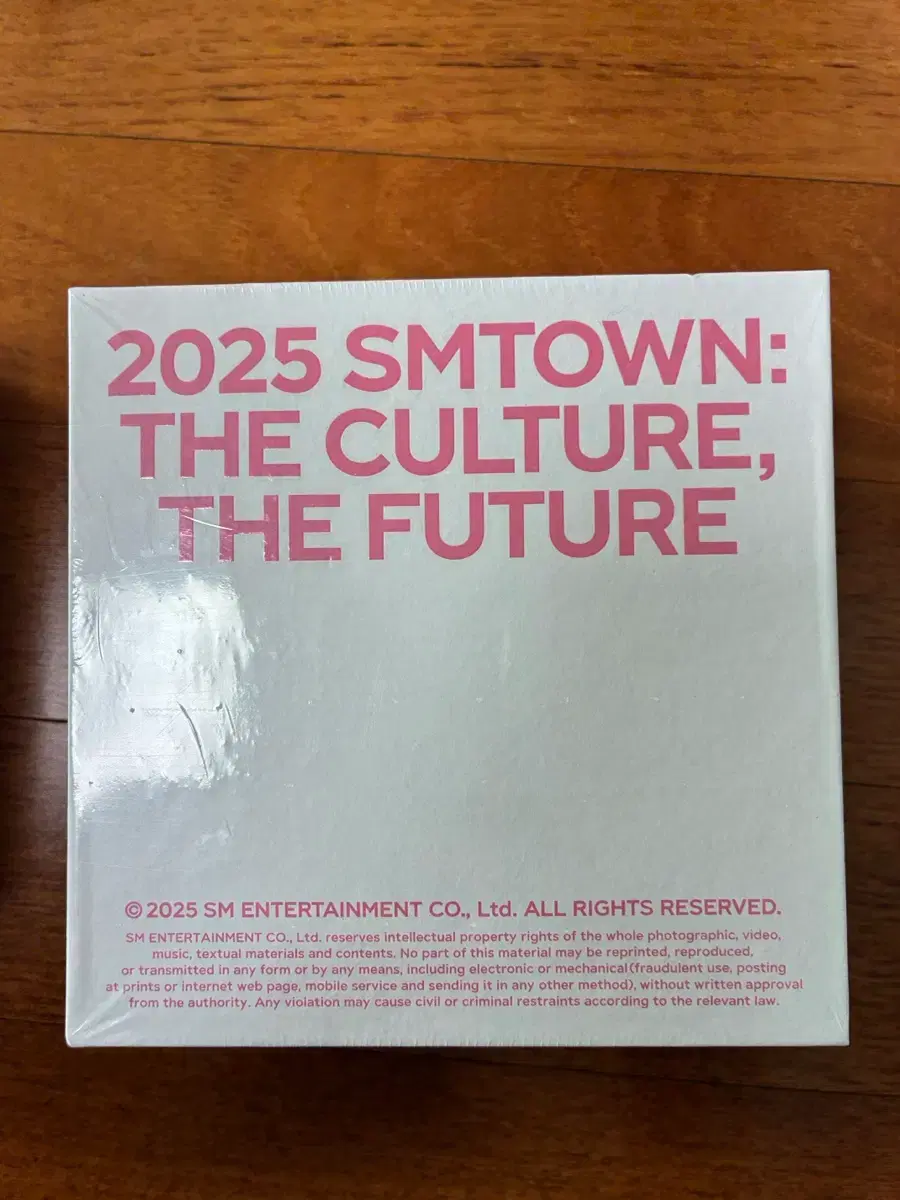 2025 SMTOWN:
THE CULTURE,
THE FUTURE
© 2025 SM ENTERTAINMENT CO., Ltd. ALL RIGHTS RESERVED.
SM ENTERTAINMENT CO., Ltd. reserves intellectual property rights of the whole photographic, video,
music, textual materials and contents. No part of this material may be reprinted, reproduced,
or transmitted in any form or by any means, including electronic or mechanical(fraudulent use, posting
at prints or internet web page, mobile service and sending it in any other method), without written approval
from the authority. Any violation may cause civil or criminal restraints according to the relevant law.